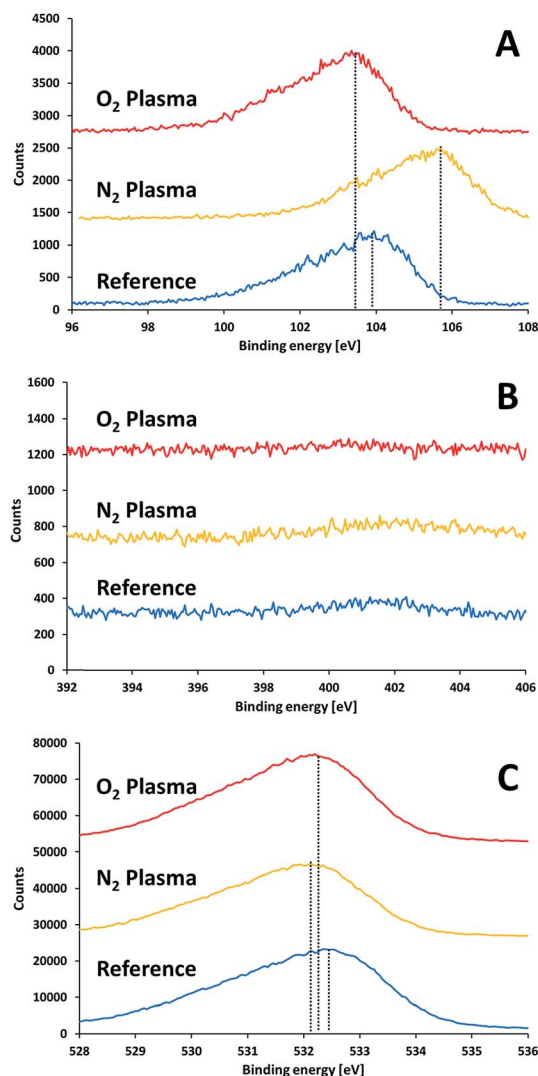 A
4500
4000
3500
3000
2500
2000
1500
1000
500
0
Counts
O₂ Plasma
N₂ Plasma
Reference
96 98 100 102 104 106 108
Binding energy [eV]
B
1600
1400
1200
1000
800
600
400
200
0
Counts
O₂ Plasma
N₂ Plasma
Reference
392 394 396 398 400 402 404 406
Binding energy [eV]
C
80000
70000
60000
50000
40000
30000
20000
10000
0
Counts
O₂ Plasma
N₂ Plasma
Reference
528 529 530 531 532 533 534 535 536
Binding energy [eV]